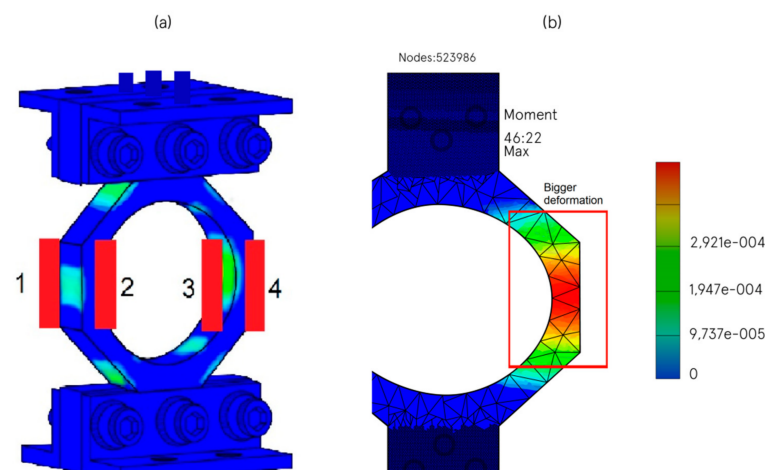 (a)
(b)
Nodes:523986
Moment
46:22
Max
Bigger
deformation
1
2
3
4
2,921e-004
1,947e-004
9,737e-005
0